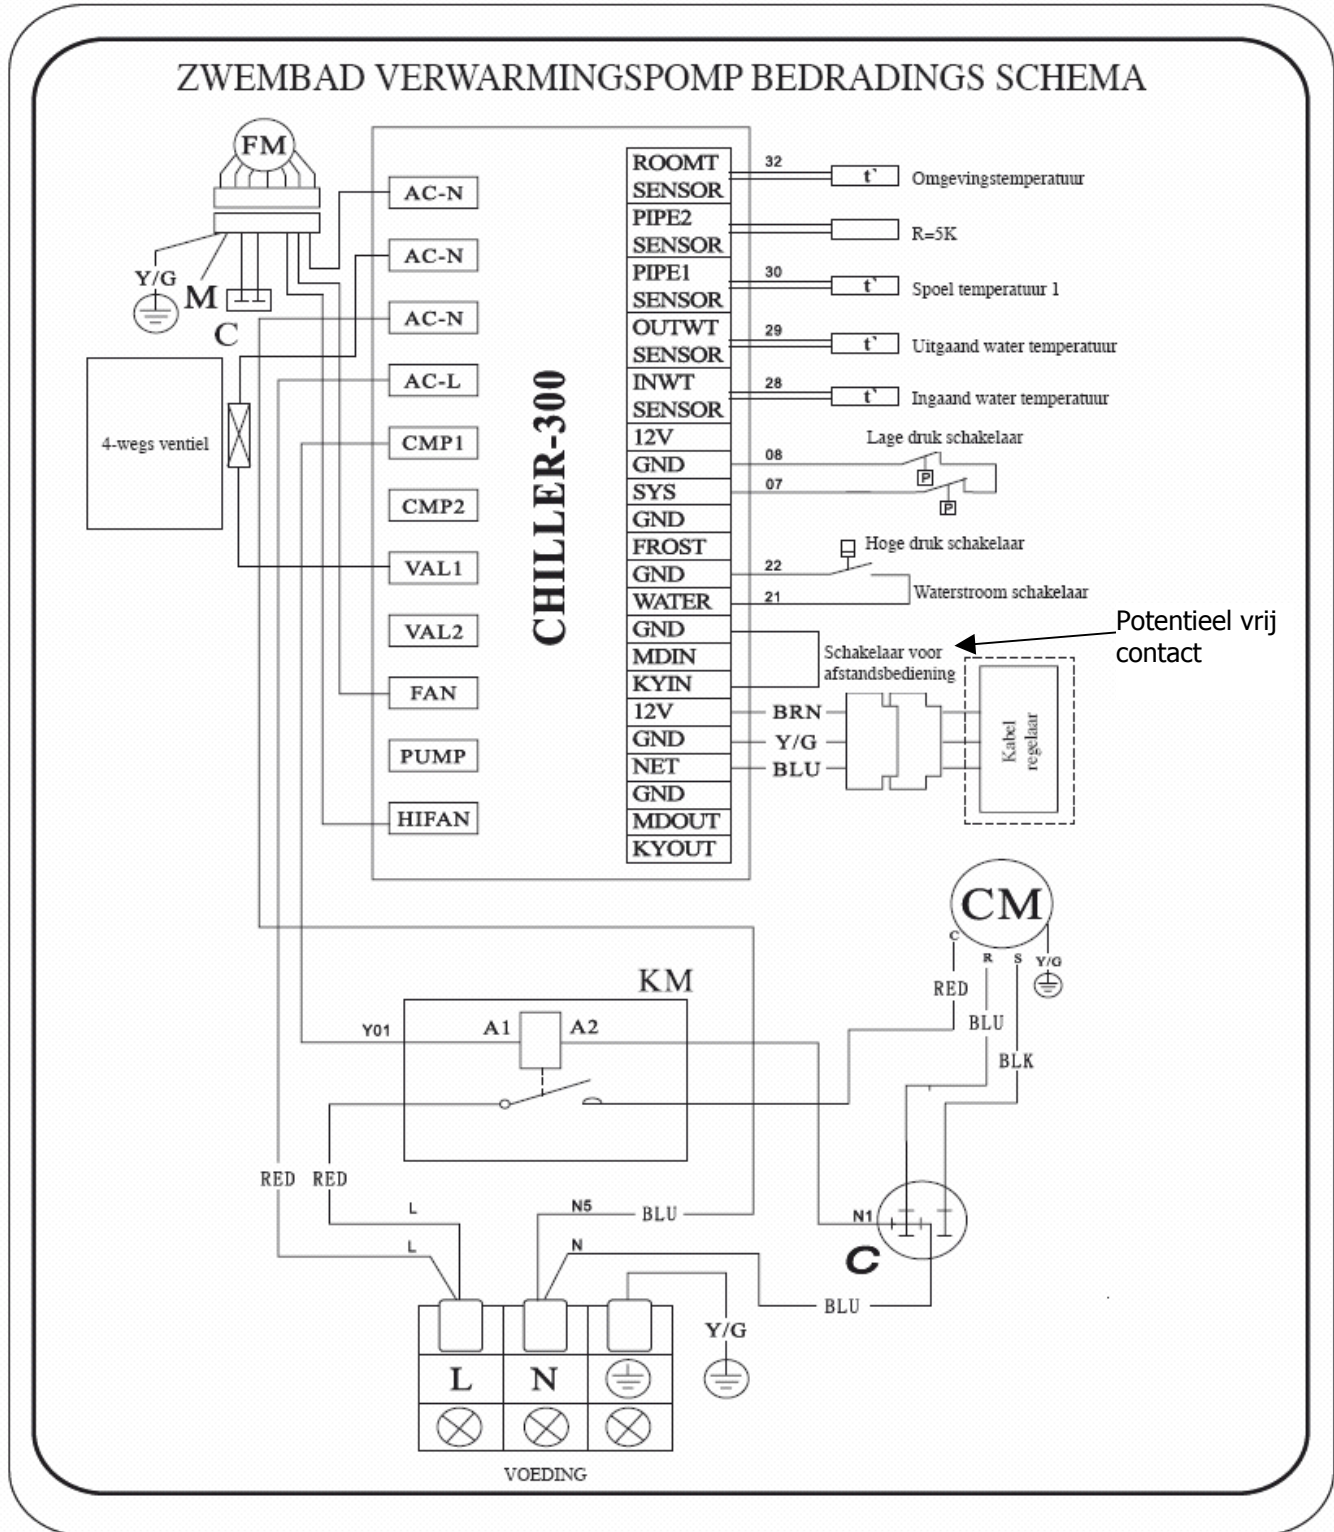 ZWEMBAD VERWARMINGSPOMP BEDRADINGS SCHEMA
FM
Y/G
M
C
4-wegs ventiel
AC-N
AC-N
AC-N
AC-L
CMP1
CMP2
VAL1
VAL2
FAN
PUMP
HIFAN
CHILLER-300
ROOMT
SENSOR
PIPE2
SENSOR
PIPE1
SENSOR
OUTWT
SENSOR
INWT
SENSOR
12V
GND
SYS
GND
FROST
GND
WATER
GND
MDIN
KYIN
12V
GND
NET
GND
MDOUT
KYOUT
32
t` Omgevingstemperatuur
R=5K
30
t` Spoel temperatuur 1
29
t` Uitgaand water temperatuur
28
t` Ingaand water temperatuur
Lage druk schakelaar
08
P
07
P
Hoge druk schakelaar
22
Waterstroom schakelaar
21
Potentieel vrij
contact
Schakelaar voor
afstandsbediening
BRN
Y/G
BLU
Kabel
regelaar
CM
C
R
S
Y/G
RED
BLU
BLK
KM
Y01
A1
A2
RED
RED
L
L
N5
BLU
N
N1
C
BLU
Y/G
L
N
VOEDING